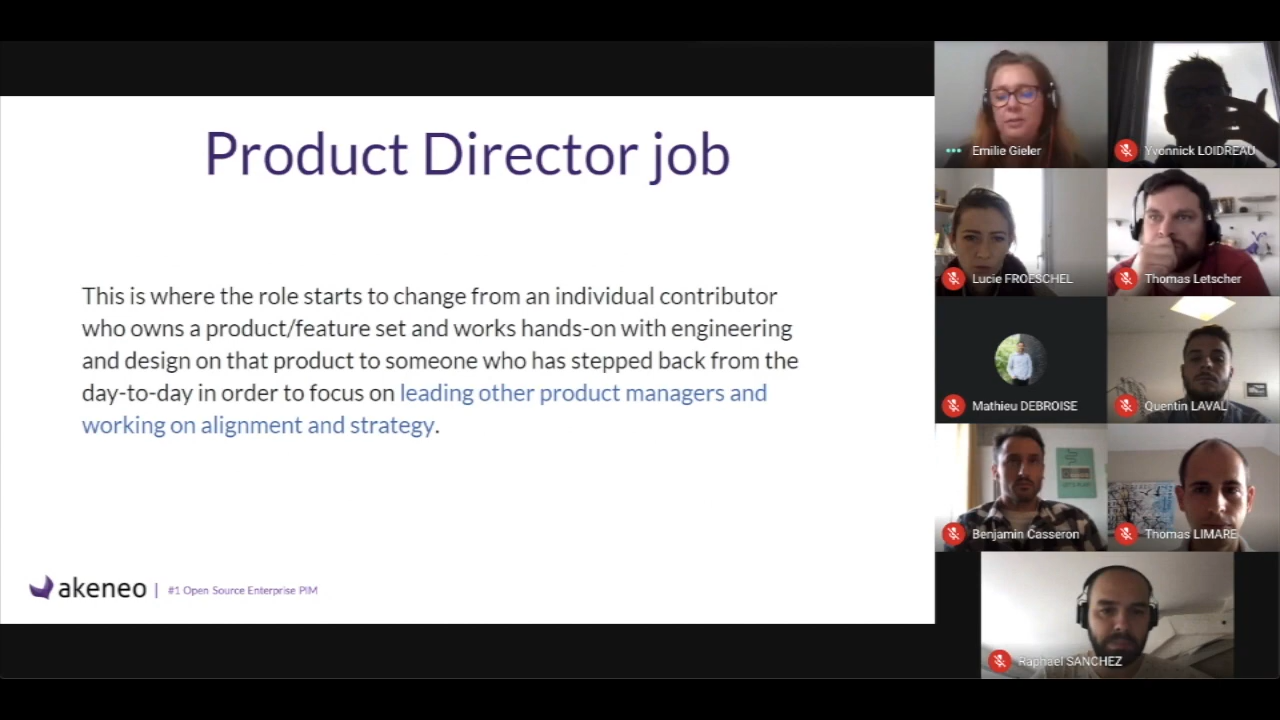 Product Director job
This is where the role starts to change from an individual contributor
who owns a product/feature set and works hands-on with engineering
and design on that product to someone who has stepped back from the
day-to-day in order to focus on leading other product managers and
working on alignment and strategy.
akeneo | #1 Open Source Enterprise PIM
Emilie Gieler
Yvonnick LOIDREAU
Lucie FROESCHEL
Thomas Letscher
Mathieu DEBROISE
Quentin LAVAL
Benjamin Casseron
Thomas LIMARE
Raphael SANCHEZ